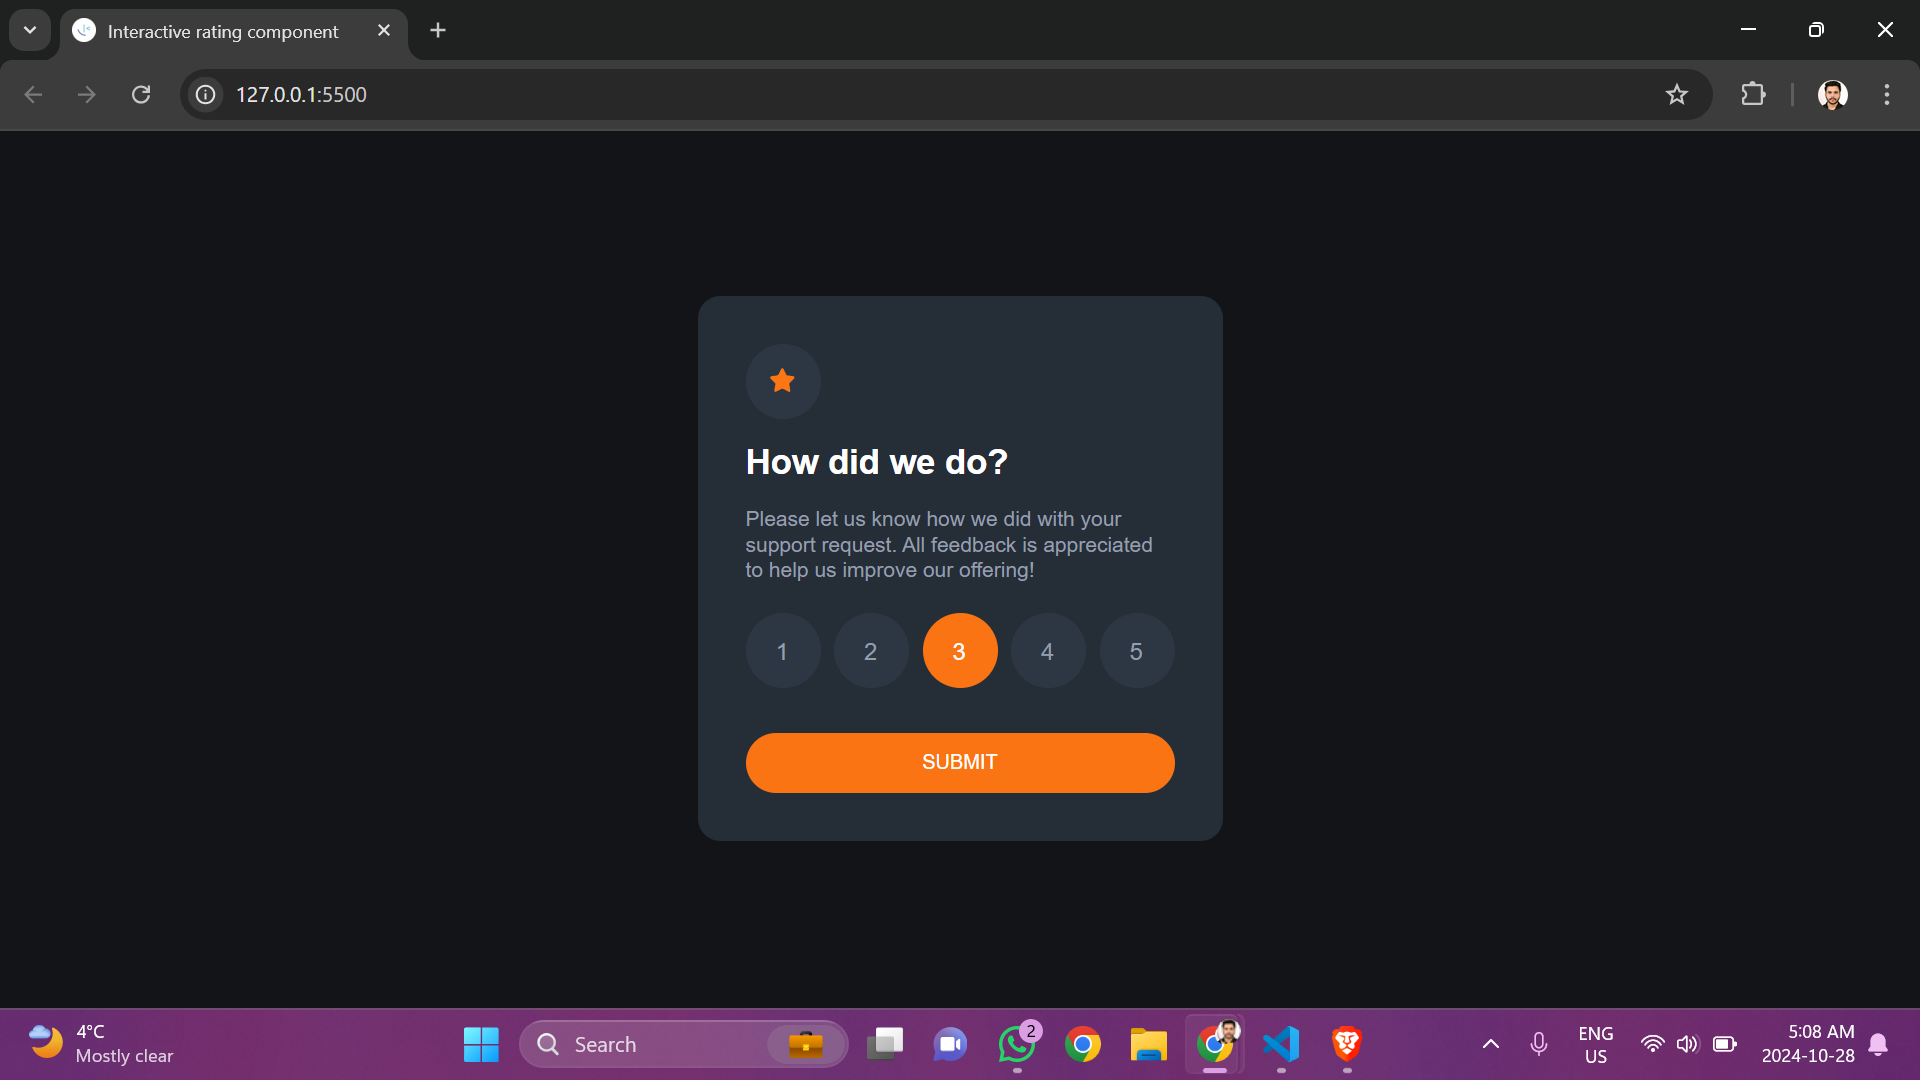 Interactive rating component
127.0.0.1:5500
How did we do?
Please let us know how we did with your
support request. All feedback is appreciated
to help us improve our offering!
1 2 3 4 5
SUBMIT
4°C
Mostly clear
Search
2
ENG
US
5:08 AM
2024-10-28